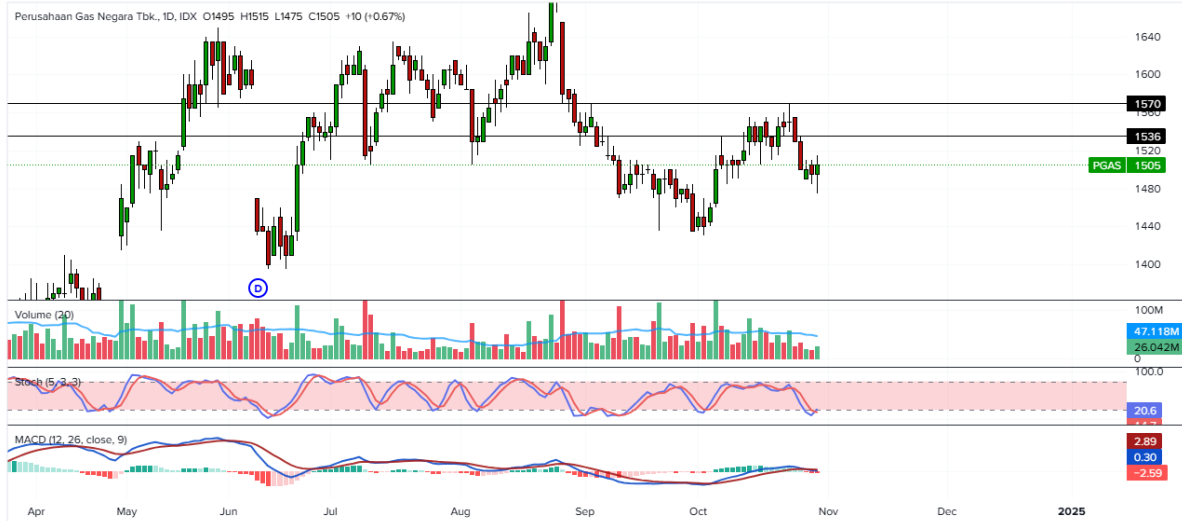 Perusahaan Gas Negara Tbk., 1D, IDX O1495 H1515 L1475 C1505 +10 (+0.67%)
1640
1600
1570
1560
1536
1520
PGAS 1505
1480
1440
1400
D
Volume (20)
100M
47.118M
26.042M
0
Stoch (5, 3, 3)
100.0
20.6
MACD (12, 26, close, 9)
2.89
0.30
−2.59
Apr May Jun Jul Aug Sep Oct Nov Dec 2025